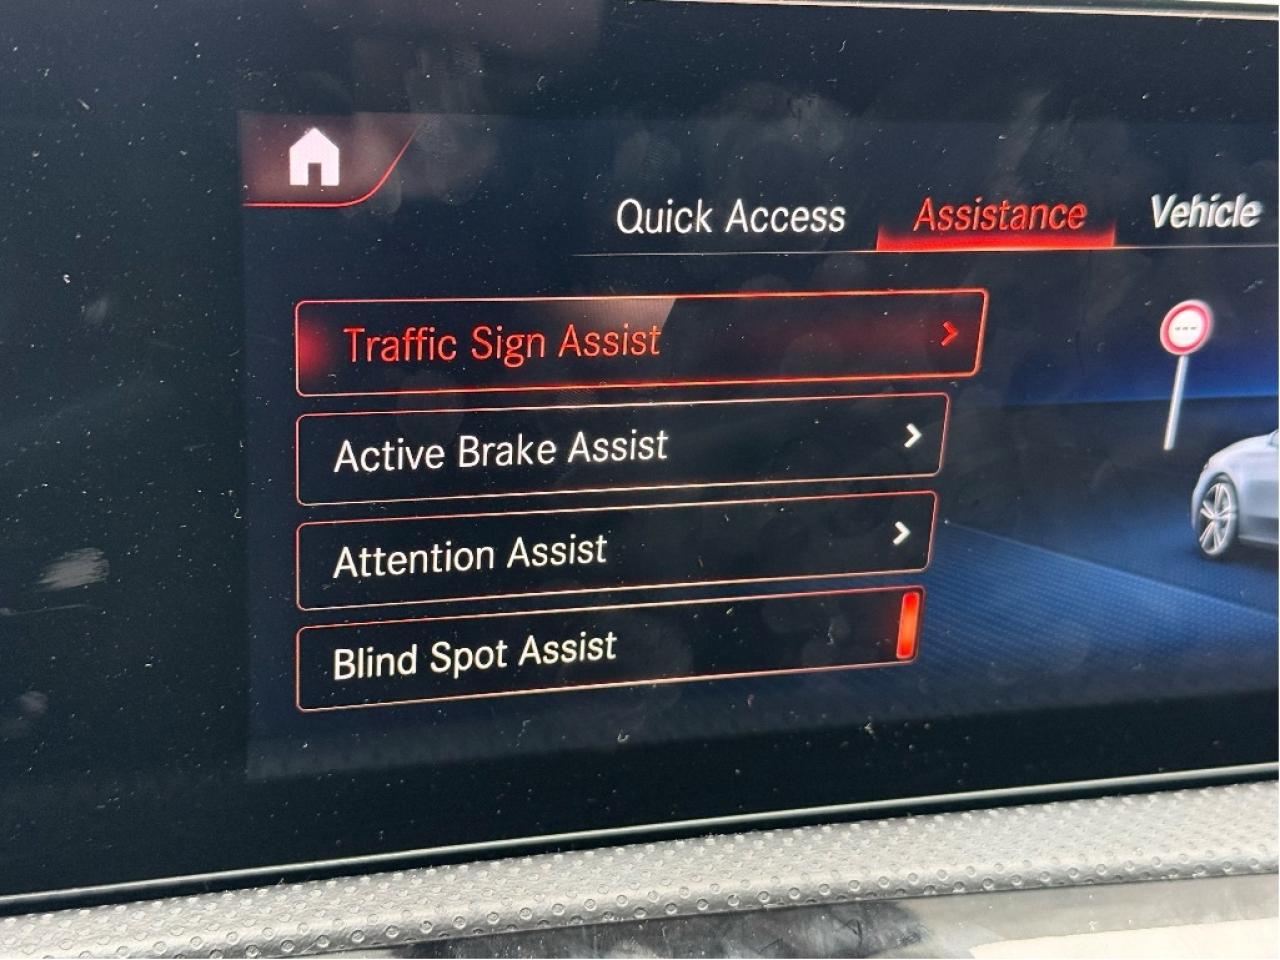 Quick Access Assistance Vehicle
Traffic Sign Assist
Active Brake Assist
Attention Assist
Blind Spot Assist